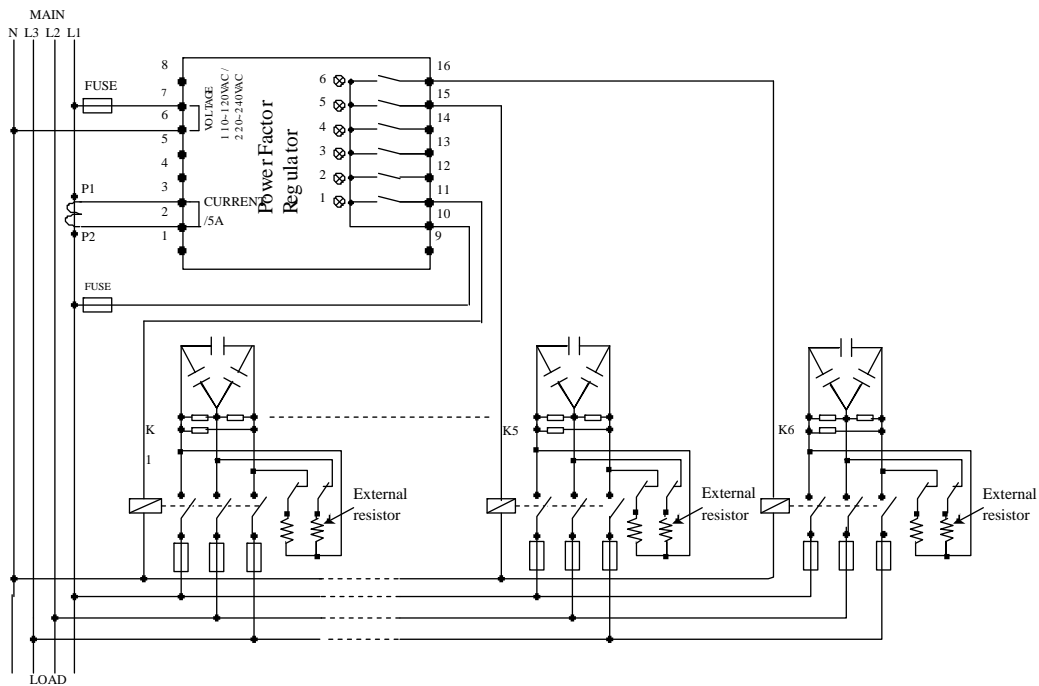 MAIN
N L3 L2 L1
FUSE
8
7
6
5
4
3
2
1
VOLTAGE
110~120VAC /
220~240VAC
CURRENT
/5A
Power Factor
Regulator
6
5
4
3
2
1
16
15
14
13
12
11
10
9
P1
P2
FUSE
K
1
K5
K6
External
resistor
External
resistor
External
resistor
LOAD